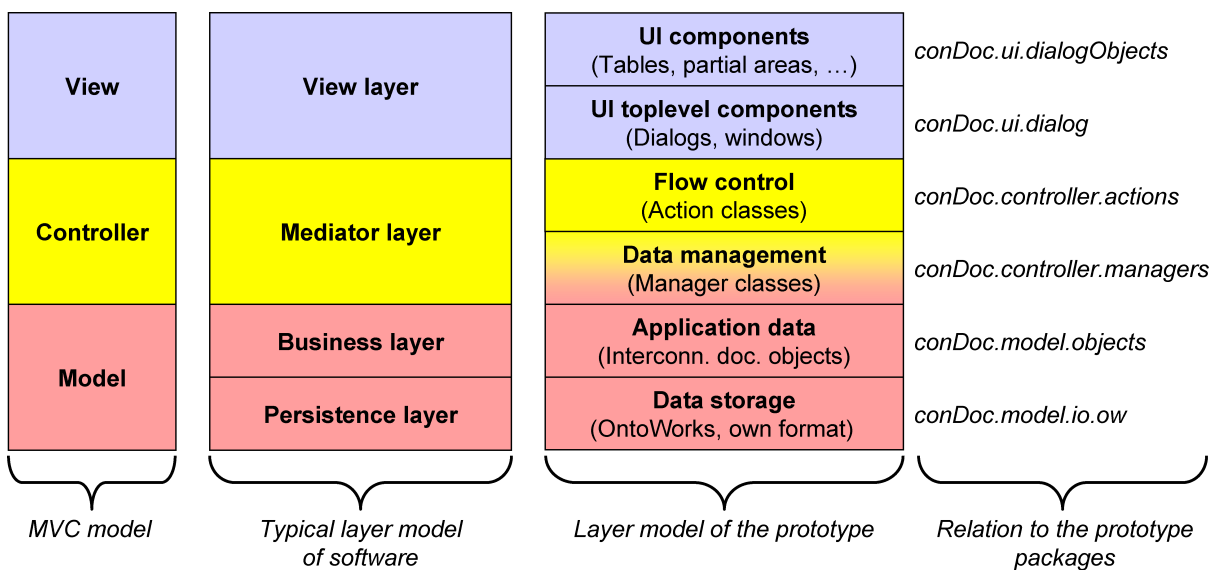 View
Controller
Model
MVC model
View layer
Mediator layer
Business layer
Persistence layer
Typical layer model
of software
UI components
(Tables, partial areas, …)
UI toplevel components
(Dialogs, windows)
Flow control
(Action classes)
Data management
(Manager classes)
Application data
(Interconn. doc. objects)
Data storage
(OntoWorks, own format)
Layer model of the prototype
conDoc.ui.dialogObjects
conDoc.ui.dialog
conDoc.controller.actions
conDoc.controller.managers
conDoc.model.objects
conDoc.model.io.ow
Relation to the prototype
packages